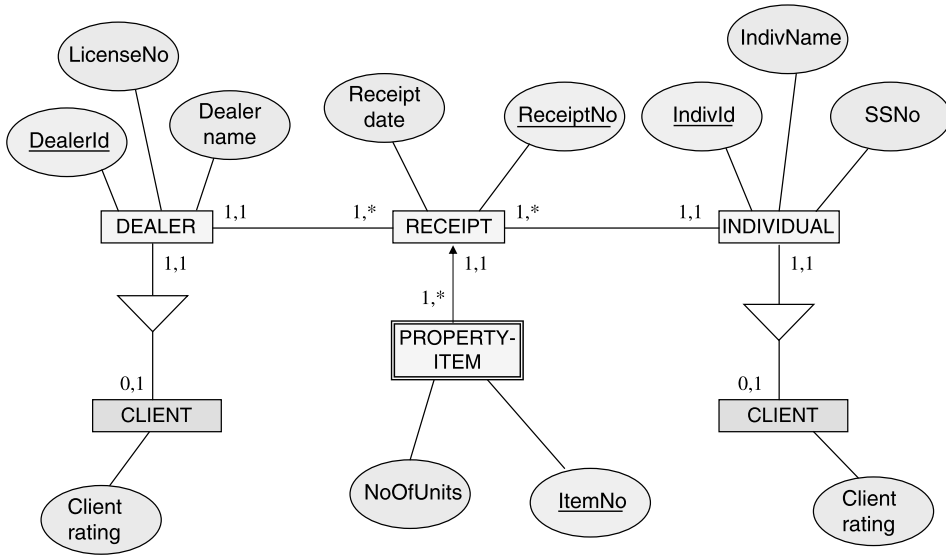 IndivName
LicenseNo
Receipt
date
Dealer
name
DealerId
ReceiptNo
IndivId
SSNo
1,1
1,*
1,*
1,1
DEALER
RECEIPT
INDIVIDUAL
1,1
1,1
1,1
1,*
PROPERTY-
ITEM
0,1
0,1
CLIENT
CLIENT
NoOfUnits
ItemNo
Client
rating
Client
rating